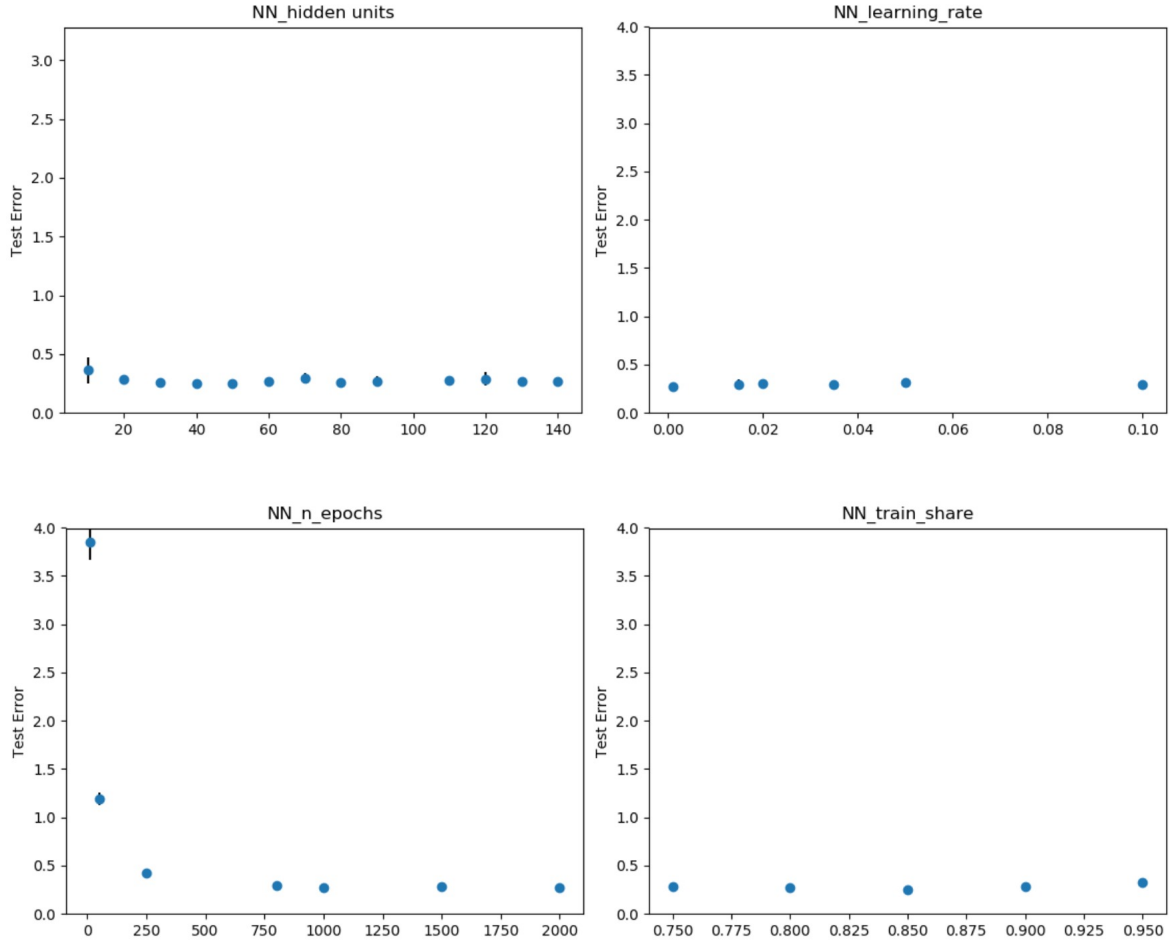 NN_hidden units
3.0
2.5
2.0
1.5
1.0
0.5
0.0
Test Error
20 40 60 80 100 120 140
NN_learning_rate
4.0
3.5
3.0
2.5
2.0
1.5
1.0
0.5
0.0
Test Error
0.00 0.02 0.04 0.06 0.08 0.10
NN_n_epochs
4.0
3.5
3.0
2.5
2.0
1.5
1.0
0.5
0.0
Test Error
0 250 500 750 1000 1250 1500 1750 2000
NN_train_share
4.0
3.5
3.0
2.5
2.0
1.5
1.0
0.5
0.0
Test Error
0.750 0.775 0.800 0.825 0.850 0.875 0.900 0.925 0.950